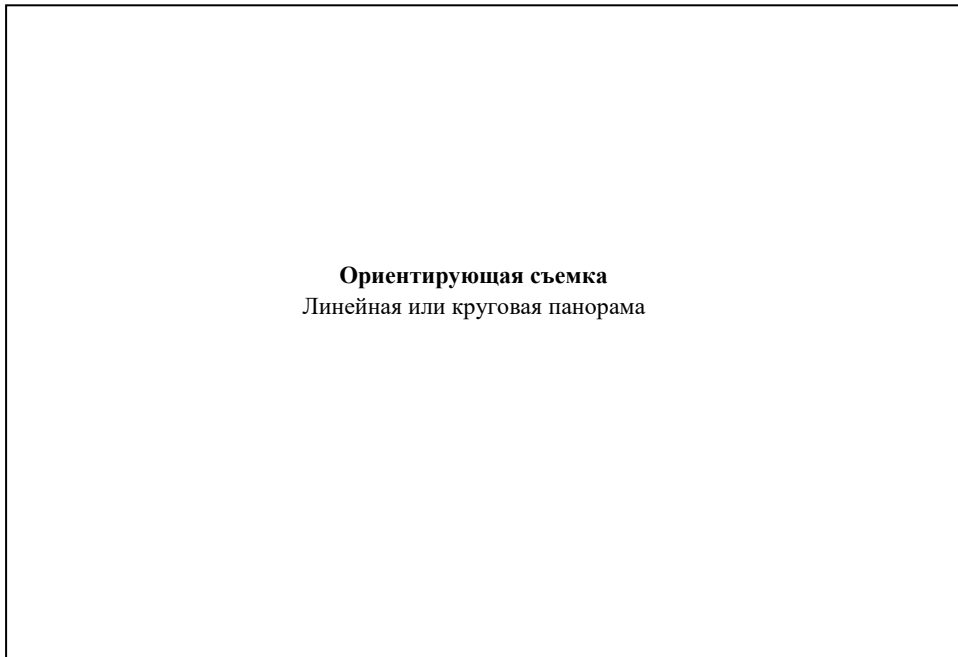 Ориентирующая съемка
Линейная или круговая панорама